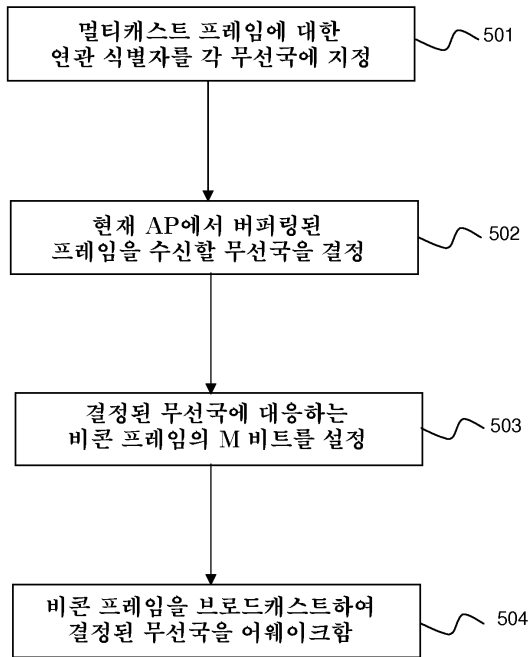 멀티캐스트 프레임에 대한
연관 식별자를 각 무선국에 지정
501
현재 AP에서 버퍼링된
프레임을 수신할 무선국을 결정
502
결정된 무선국에 대응하는
비콘 프레임의 M 비트를 설정
503
비콘 프레임을 브로드캐스트하여
결정된 무선국을 어웨이크함
504